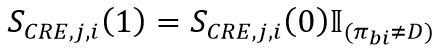 S_{CRE,j,i}(1) = S_{CRE,j,i}(0)𝕀_{(π_{bi}≠D)}